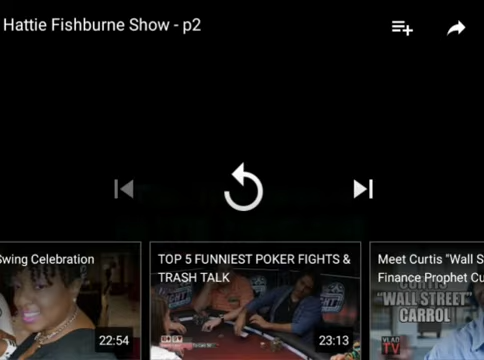 Hattie Fishburne Show - p2
Swing Celebration
22:54
TOP 5 FUNNIEST POKER FIGHTS &
TRASH TALK
23:13
Meet Curtis "Wall S
Finance Prophet Cu
CURTIS
"WALL STREET"
CARROL
VLAD
TV